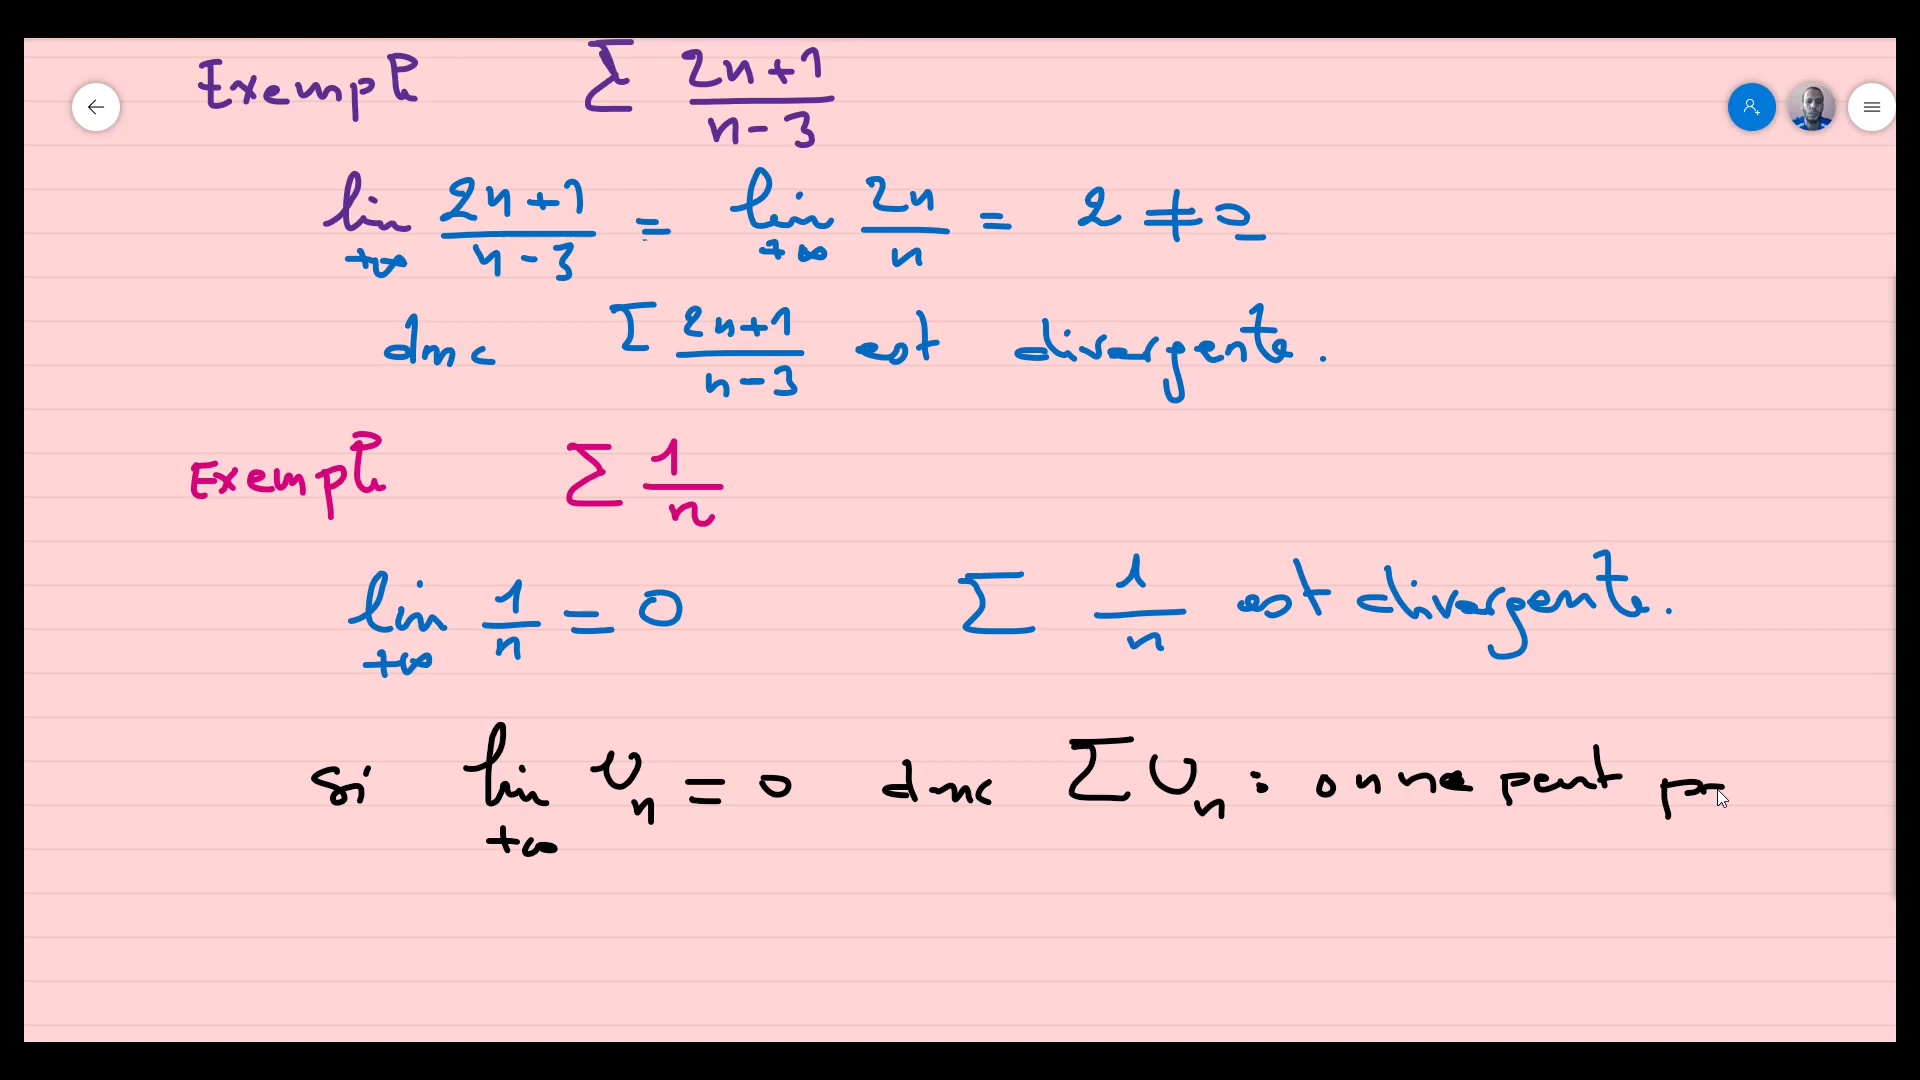 Exemple ∑ (2n+1)/(n-3)
lim +∞ (2n+1)/(n-3) = lim +∞ 2n/n = 2 ≠ 0
donc ∑ (2n+1)/(n-3) est divergente.
Exemple ∑ 1/n
lim +∞ 1/n = 0 ∑ 1/n est divergente.
si lim +∞ Un = 0 donc ∑ Un : on ne peut